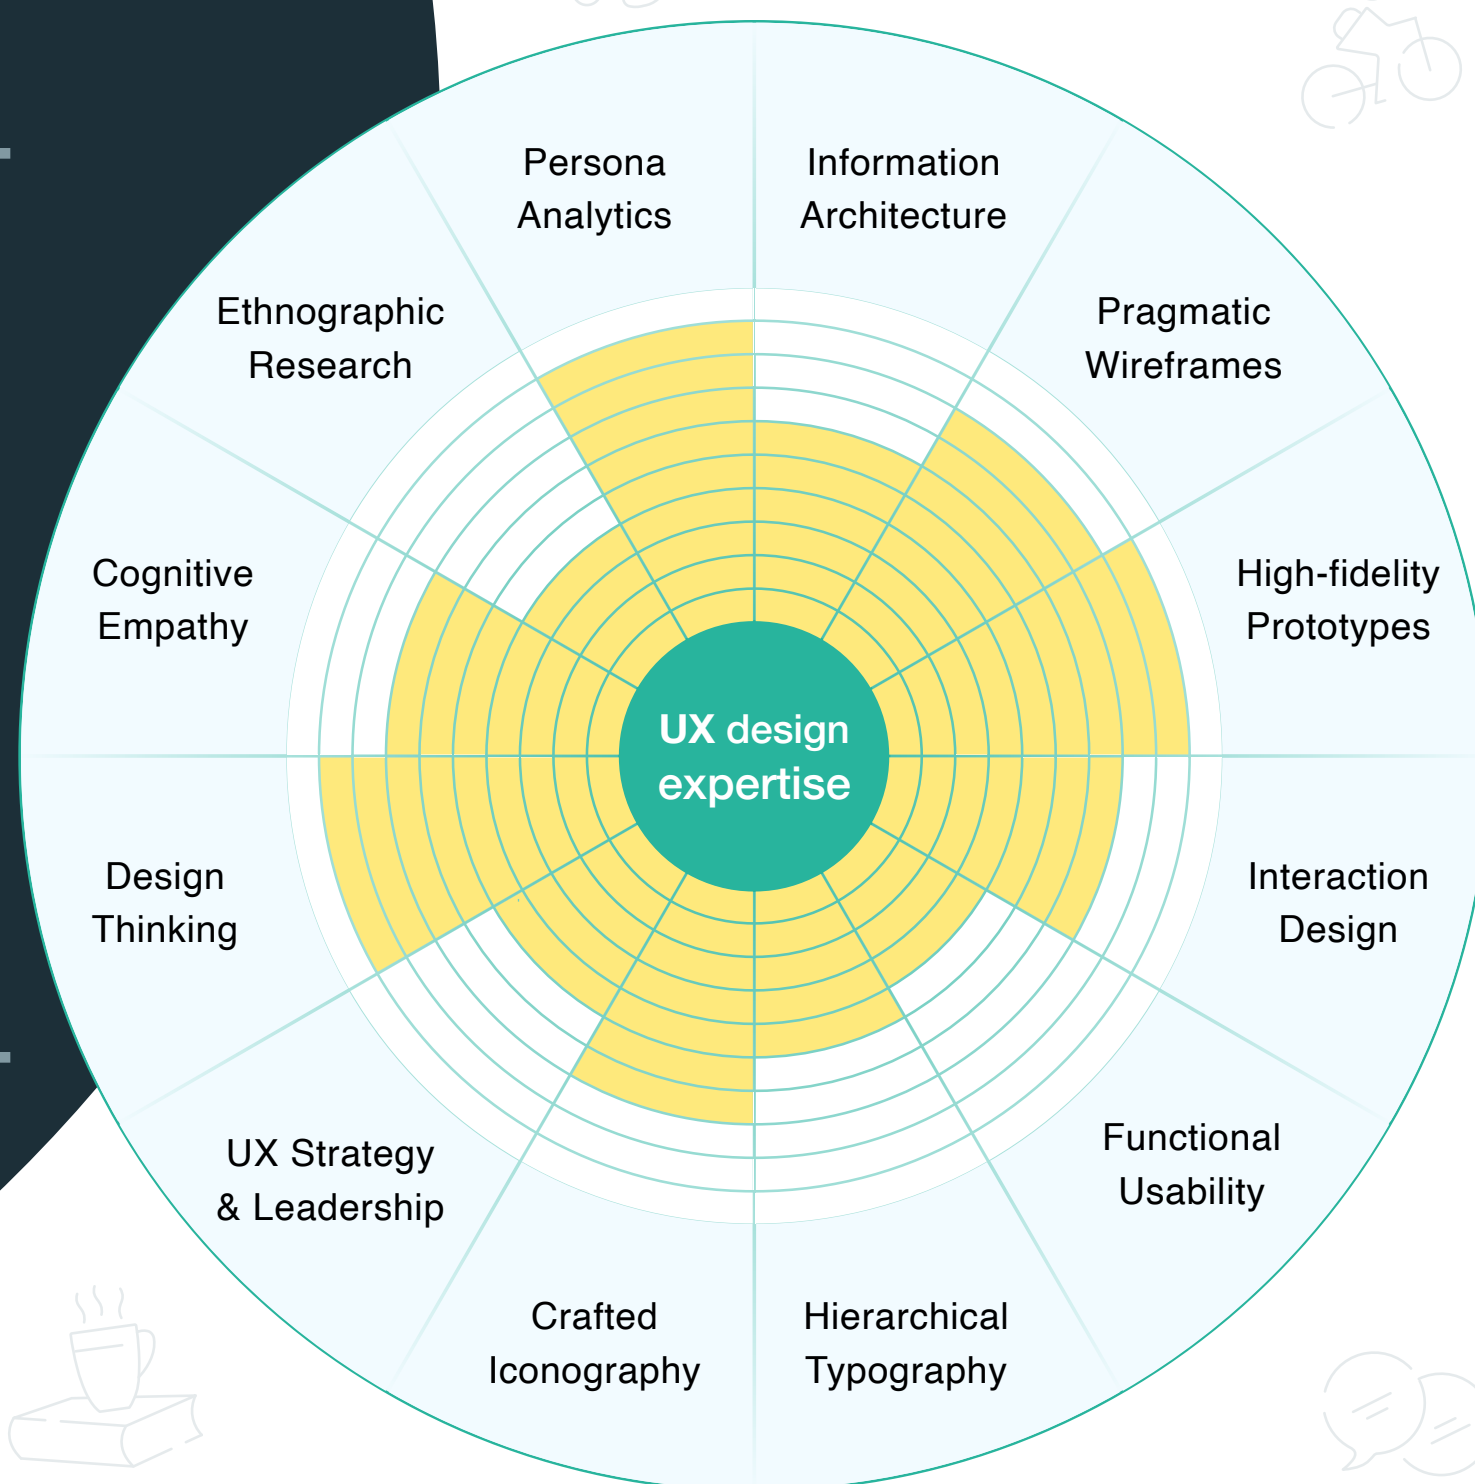 Persona
Analytics
Information
Architecture
Ethnographic
Research
Pragmatic
Wireframes
Cognitive
Empathy
High-fidelity
Prototypes
UX design
expertise
Design
Thinking
Interaction
Design
UX Strategy
& Leadership
Functional
Usability
Crafted
Iconography
Hierarchical
Typography